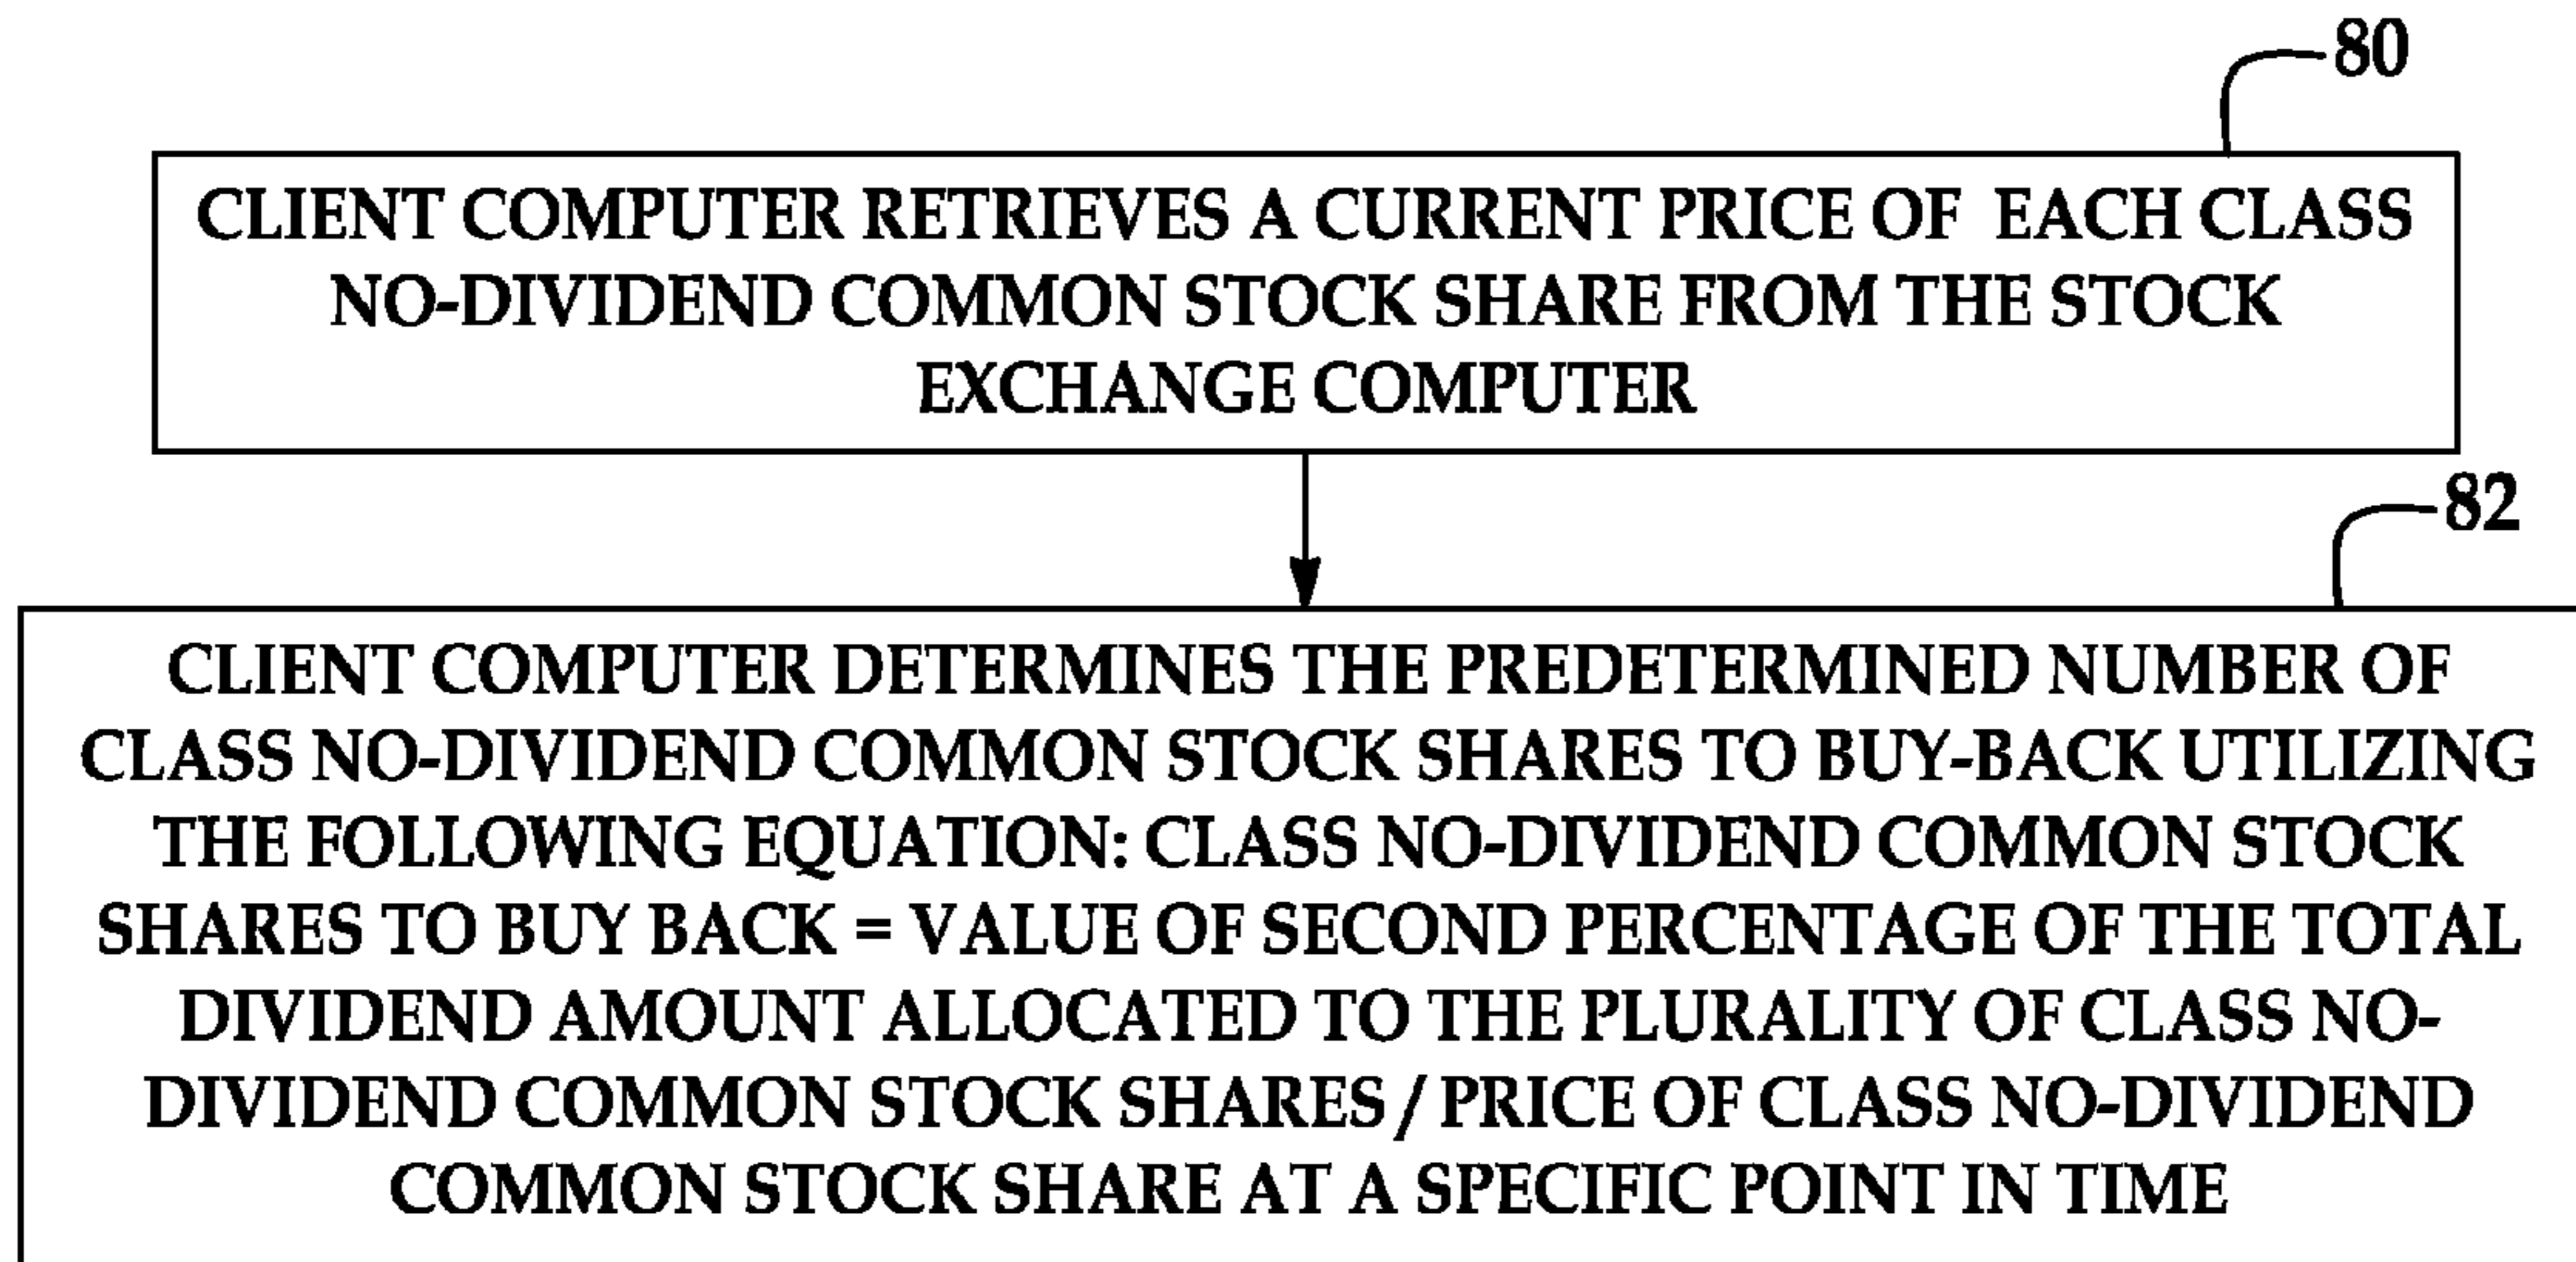 80
CLIENT COMPUTER RETRIEVES A CURRENT PRICE OF EACH CLASS
NO-DIVIDEND COMMON STOCK SHARE FROM THE STOCK
EXCHANGE COMPUTER
82
CLIENT COMPUTER DETERMINES THE PREDETERMINED NUMBER OF
CLASS NO-DIVIDEND COMMON STOCK SHARES TO BUY-BACK UTILIZING
THE FOLLOWING EQUATION: CLASS NO-DIVIDEND COMMON STOCK
SHARES TO BUY BACK = VALUE OF SECOND PERCENTAGE OF THE TOTAL
DIVIDEND AMOUNT ALLOCATED TO THE PLURALITY OF CLASS NO-
DIVIDEND COMMON STOCK SHARES / PRICE OF CLASS NO-DIVIDEND
COMMON STOCK SHARE AT A SPECIFIC POINT IN TIME